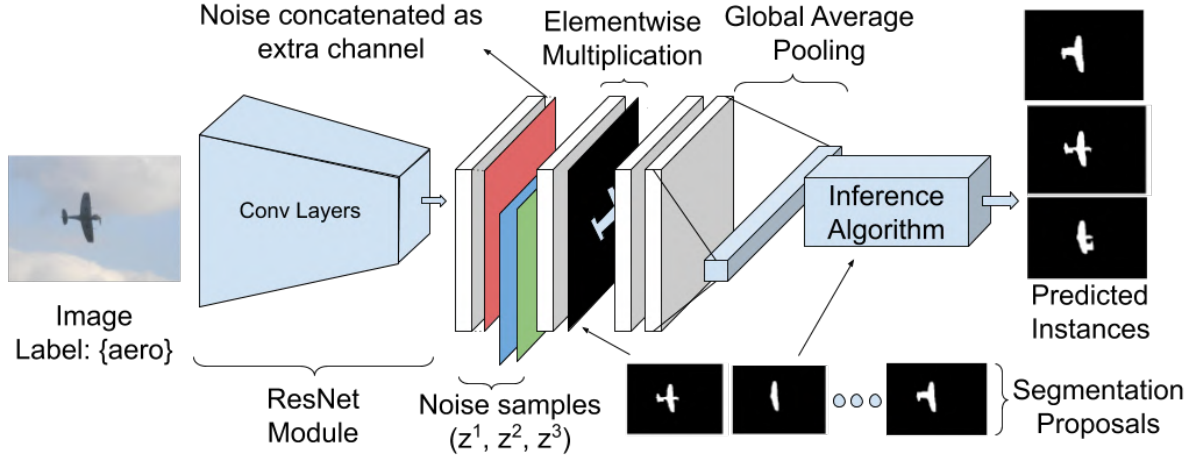 Noise concatenated as
extra channel
Elementwise
Multiplication
Global Average
Pooling
Conv Layers
Inference
Algorithm
Image
Label: {aero}
Predicted
Instances
ResNet
Module
Noise samples
(z¹, z², z³)
Segmentation
Proposals